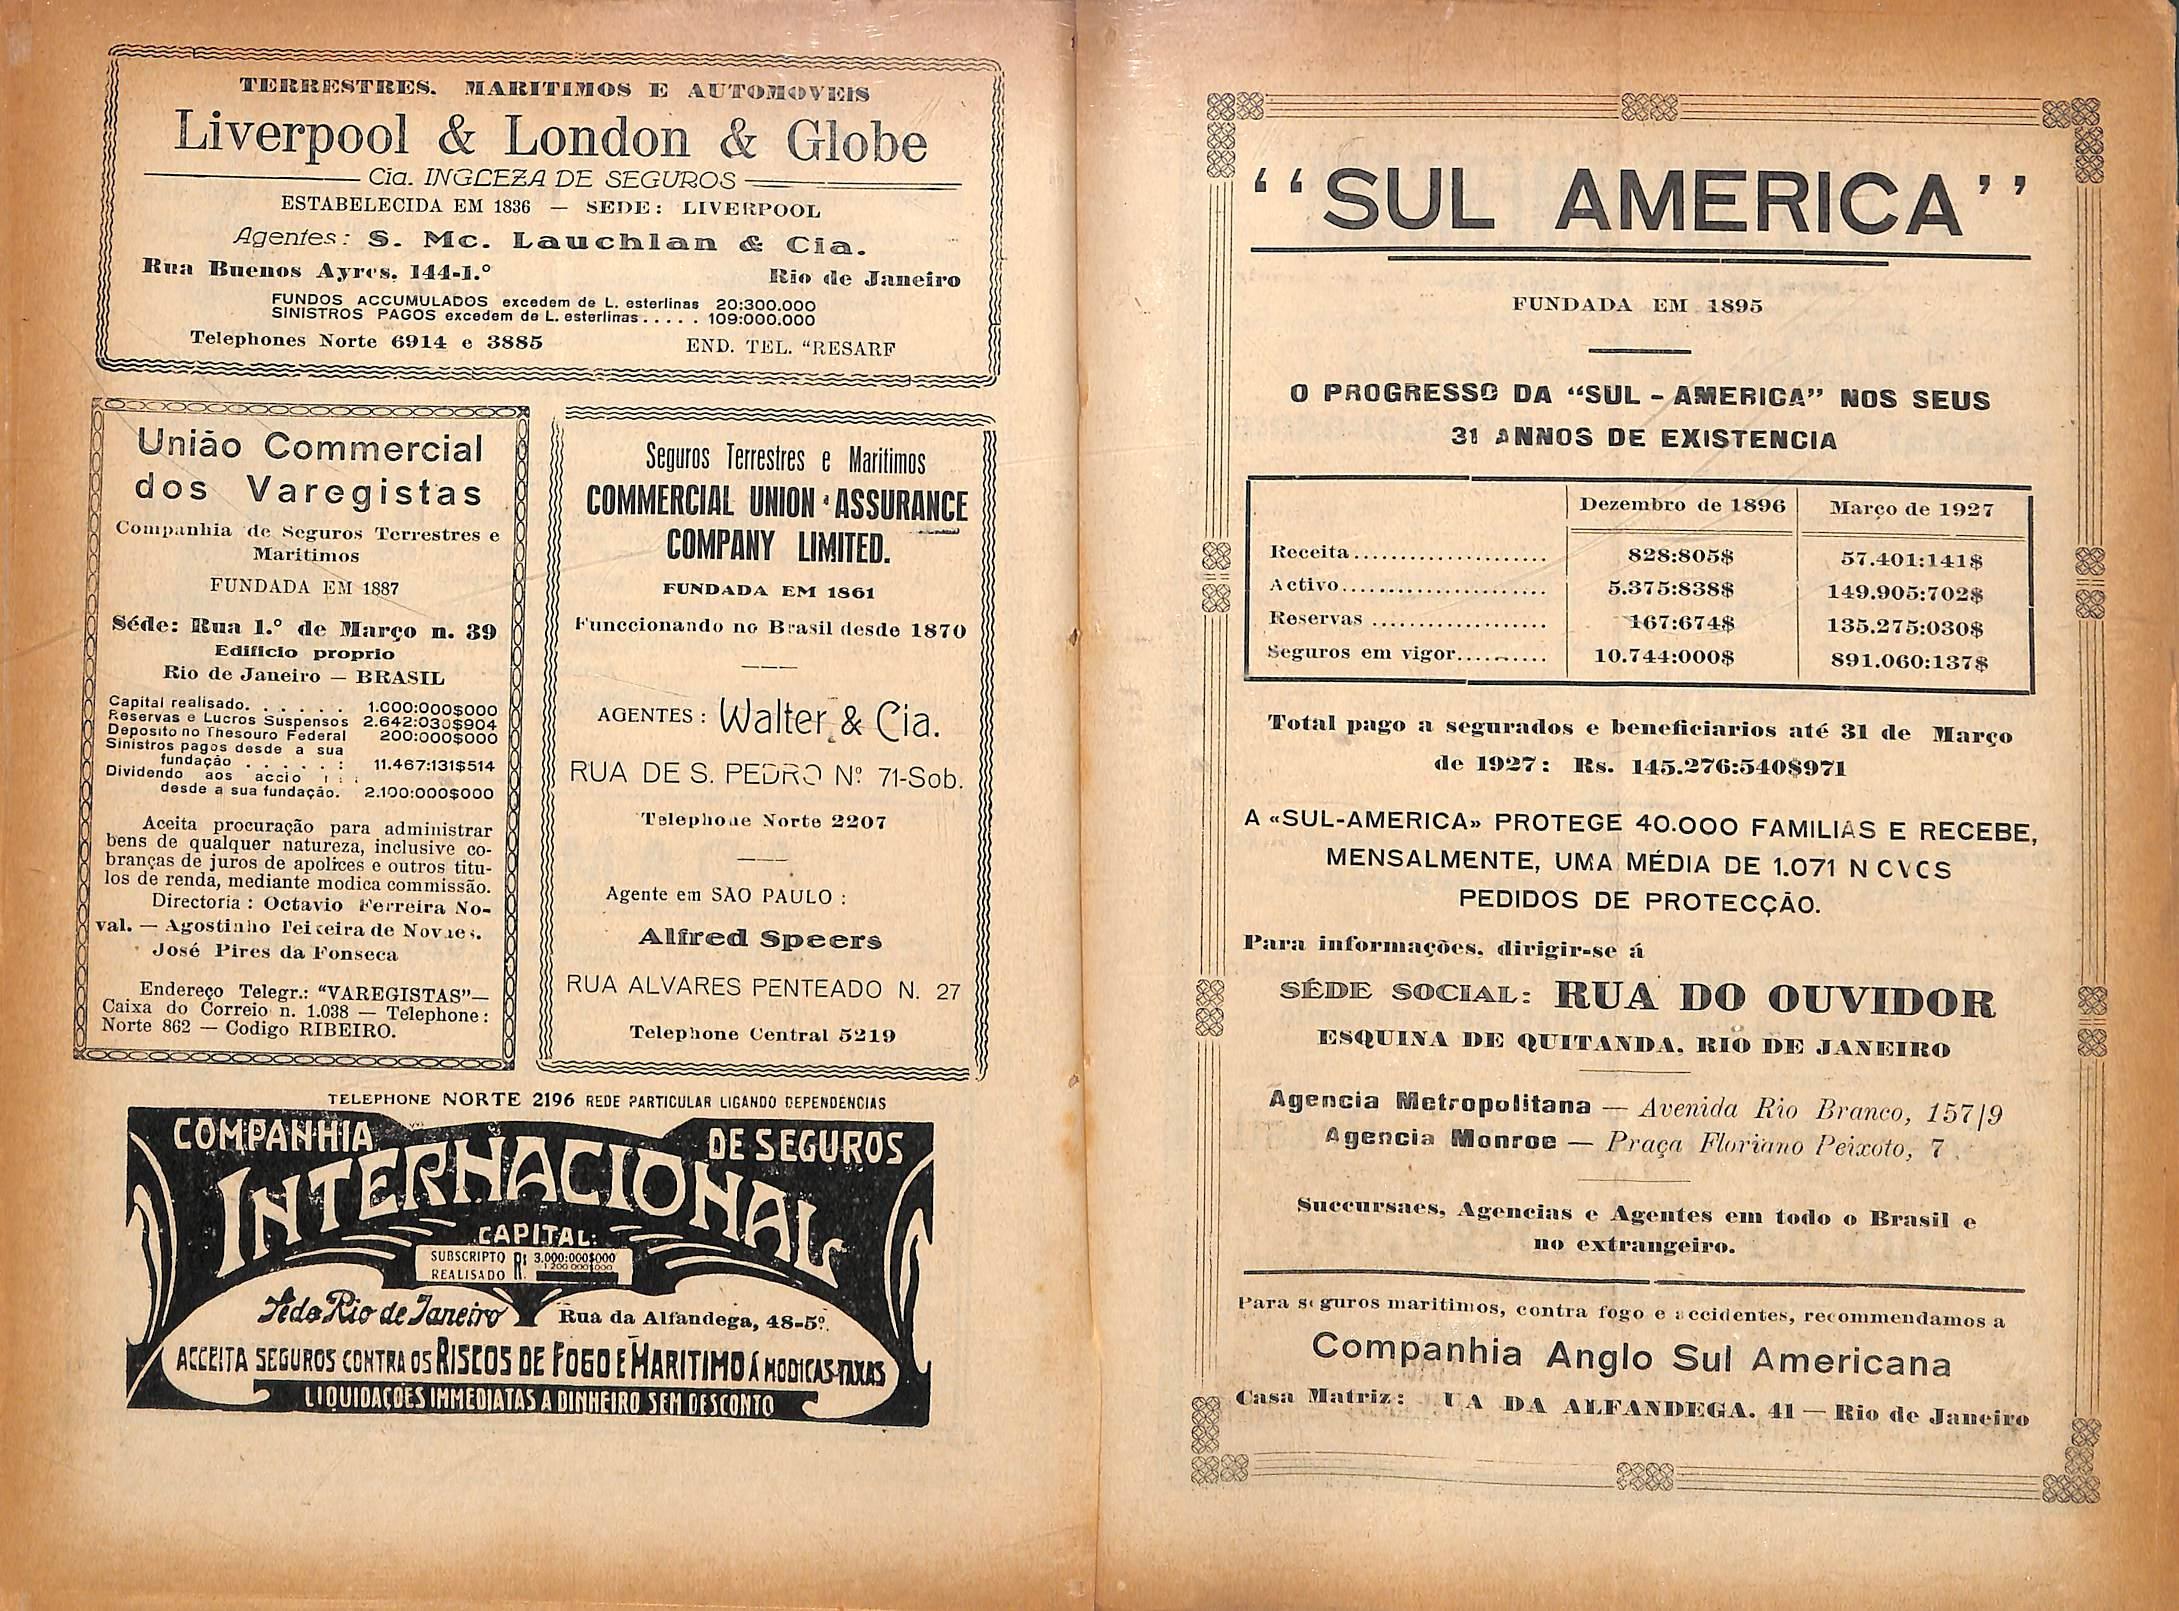 TERRESTRES. MARITIMOS E AUTOMOVEIS
Liverpool & London & Globe
Cia. INGLEZA DE SEGUROS
ESTABELECIDA EM 1836 — SEDE: LIVERPOOL
Agentes: S. Mc. Lauchlan & Cia.
Rua Buenos Ayres, 144-1.º Rio de Janeiro
FUNDOS ACCUMULADOS excedem de L. esterlinas 20:300.000
SINISTROS PAGOS excedem de L. esterlinas..... 109:000.000
Telephones Norte 6914 e 3885 END. TEL. "RESARF
União Commercial
dos Varegistas
Companhia de Seguros Terrestres e
Maritimos
FUNDADA EM 1887
Séde: Rua 1.º de Março n. 39
Edificio proprio
Rio de Janeiro — BRASIL
Capital realisado. . . . . . 1.000:000$000
Reservas e Lucros Suspensos 2.642:030$904
Deposito no Thesouro Federal 200:000$000
Sinistros pagos desde a sua
fundação . . . . . : 11.467:131$514
Dividendo aos accio
desde a sua fundação. 2.100:000$000
Aceita procuração para administrar
bens de qualquer natureza, inclusive co-
branças de juros de apolices e outros titu-
los de renda, mediante modica commissão.
Directoria : Octavio Ferreira No-
val. — Agostinho Teixeira de Novaes.
José Pires da Fonseca
Endereço Telegr.: "VAREGISTAS"—
Caixa do Correio n. 1.038 — Telephone:
Norte 862 — Codigo RIBEIRO.
Seguros Terrestres e Maritimos
COMMERCIAL UNION ASSURANCE
COMPANY LIMITED.
FUNDADA EM 1861
Funccionando no Brasil desde 1870
AGENTES : Walter & Cia.
RUA DE S. PEDRO Nº 71-Sob.
Telephone Norte 2207
Agente em SAO PAULO :
Alfred Speers
RUA ALVARES PENTEADO N. 27
Telephone Central 5219
TELEPHONE NORTE 2196 REDE PARTICULAR LIGANDO DEPENDENCIAS
COMPANHIA DE SEGUROS
INTERNACIONAL
CAPITAL:
SUBSCRIPTO R. 3.000:000$000
REALISADO R. 1 200 000$000
Séde Rio de Janeiro Rua da Alfandega, 48-5º.
ACCEITA SEGUROS CONTRA OS RISCOS DE FOGO E MARITIMO Á MODICAS-TAXAS
LIQUIDAÇÕES IMMEDIATAS A DINHEIRO SEM DESCONTO
"SUL AMERICA"
FUNDADA EM 1895
O PROGRESSO DA "SUL - AMERICA" NOS SEUS
31 ANNOS DE EXISTENCIA
Dezembro de 1896 Março de 1927
Receita.................... 828:805$ 57.401:141$
Activo...................... 5.375:838$ 149.905:702$
Reservas ................... 167:674$ 135.275:030$
Seguros em vigor.......... 10.744:000$ 891.060:137$
Total pago a segurados e beneficiarios até 31 de Março
de 1927: Rs. 145.276:540$971
A «SUL-AMERICA» PROTEGE 40.000 FAMILIAS E RECEBE,
MENSALMENTE, UMA MÉDIA DE 1.071 NOVOS
PEDIDOS DE PROTECÇÃO.
Para informações, dirigir-se á
SÉDE SOCIAL: RUA DO OUVIDOR
ESQUINA DE QUITANDA, RIO DE JANEIRO
Agencia Metropolitana — Avenida Rio Branco, 157/9
Agencia Monroe — Praça Floriano Peixoto, 7
Succursaes, Agencias e Agentes em todo o Brasil e
no extrangeiro.
Para seguros maritimos, contra fogo e accidentes, recommendamos a
Companhia Anglo Sul Americana
Casa Matriz: UA DA ALFANDEGA. 41 — Rio de Janeiro